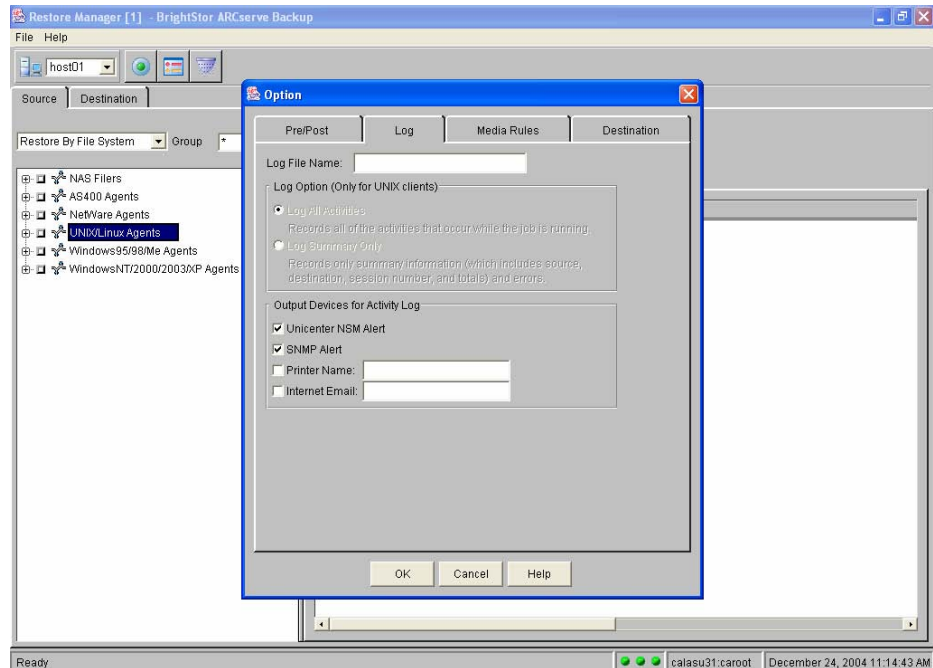 Restore Manager [1] - BrightStor ARCserve Backup
File Help
host01
Source Destination
Restore By File System Group *
NAS Filers
AS400 Agents
NetWare Agents
UNIX/Linux Agents
Windows95/98/Me Agents
WindowsNT/2000/2003/XP Agents
Option
Pre/Post Log Media Rules Destination
Log File Name:
Log Option (Only for UNIX clients)
Log All Activities
Records all of the activities that occur while the job is running.
Log Summary Only
Records only summary information (which includes source,
destination, session number, and totals) and errors.
Output Devices for Activity Log
Unicenter NSM Alert
SNMP Alert
Printer Name:
Internet Email:
OK Cancel Help
Ready calasu31:caroot December 24, 2004 11:14:43 AM